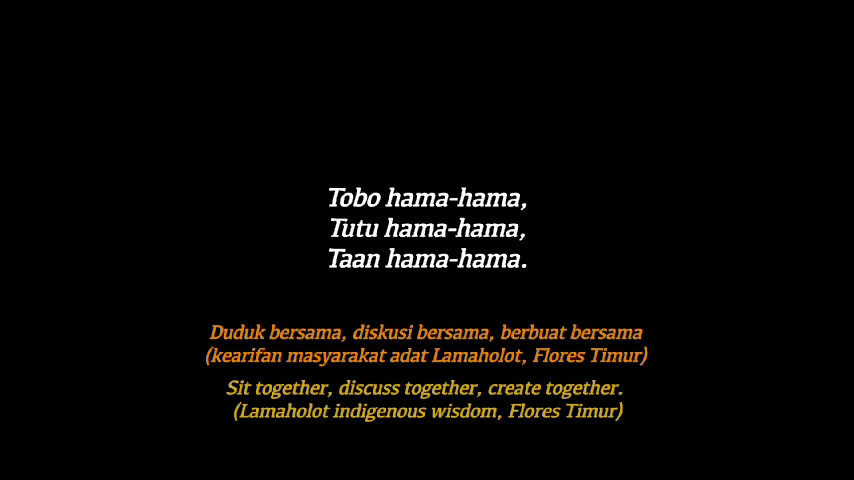 Tobo hama-hama,
Tutu hama-hama,
Taan hama-hama.
Duduk bersama, diskusi bersama, berbuat bersama
(kearifan masyarakat adat Lamaholot, Flores Timur)
Sit together, discuss together, create together.
(Lamaholot indigenous wisdom, Flores Timur)